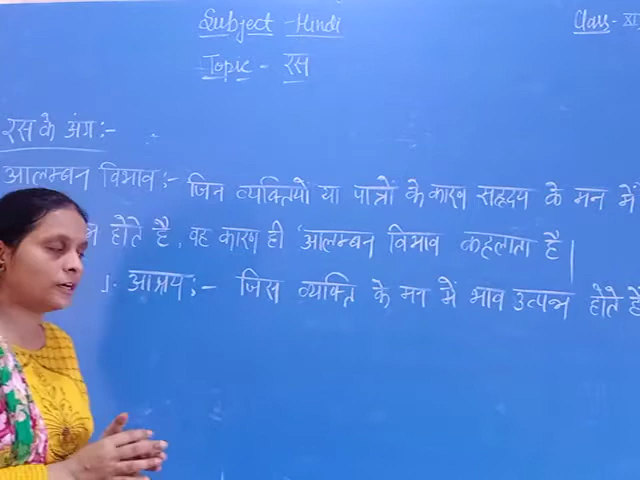 Subject - Hindi
Class - XI
Topic - रस
रस के अंग :-
आलम्बन विभाव :- जिन व्यक्तियों या पात्रों के कारण सहृदय के मन में
होते है, वह कारण ही 'आलम्बन विभाव कहलाता है।
1. आश्रय :- जिस व्यक्ति के मन में भाव उत्पन्न होते है